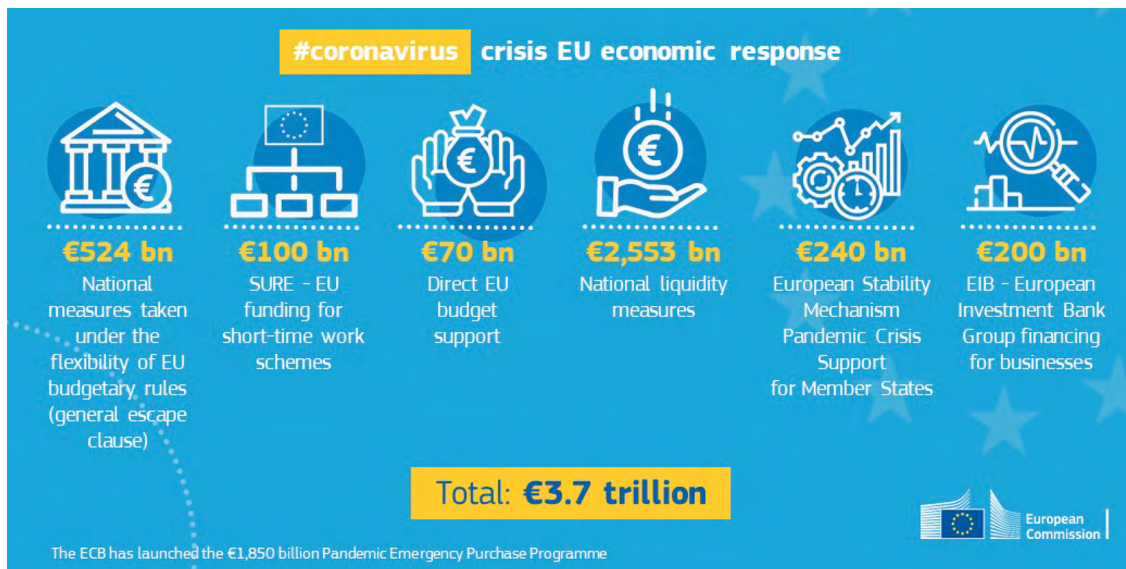 #coronavirus crisis EU economic response
€524 bn
National
measures taken
under the
flexibility of EU
budgetary rules
(general escape
clause)
€100 bn
SURE - EU
funding for
short-time work
schemes
€70 bn
Direct EU
budget
support
€2,553 bn
National liquidity
measures
€240 bn
European Stability
Mechanism
Pandemic Crisis
Support
for Member States
€200 bn
EIB - European
Investment Bank
Group financing
for businesses
Total: €3.7 trillion
European
Commission
The ECB has launched the €1,850 billion Pandemic Emergency Purchase Programme